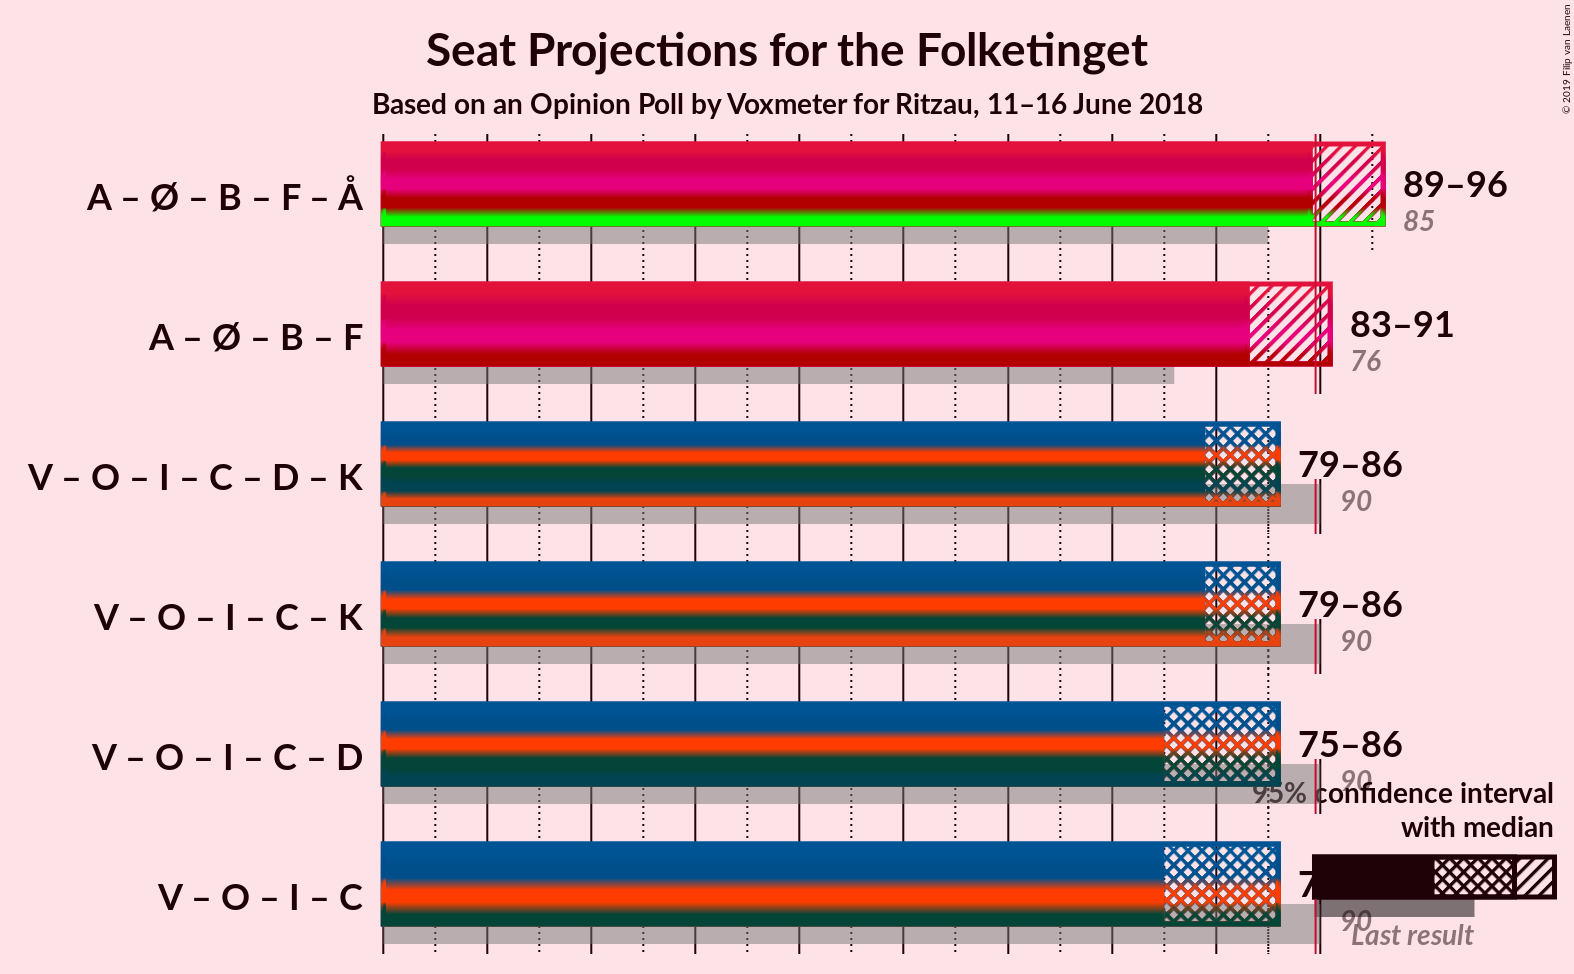 Seat Projections for the Folketinget
Based on an Opinion Poll by Voxmeter for Ritzau, 11–16 June 2018
© 2019 Filip van Laenen
A – Ø – B – F – Å
89–96
85
A – Ø – B – F
83–91
76
V – O – I – C – D – K
79–86
90
V – O – I – C – K
79–86
90
V – O – I – C – D
75–86
90
95% confidence interval
with median
V – O – I – C
90
Last result